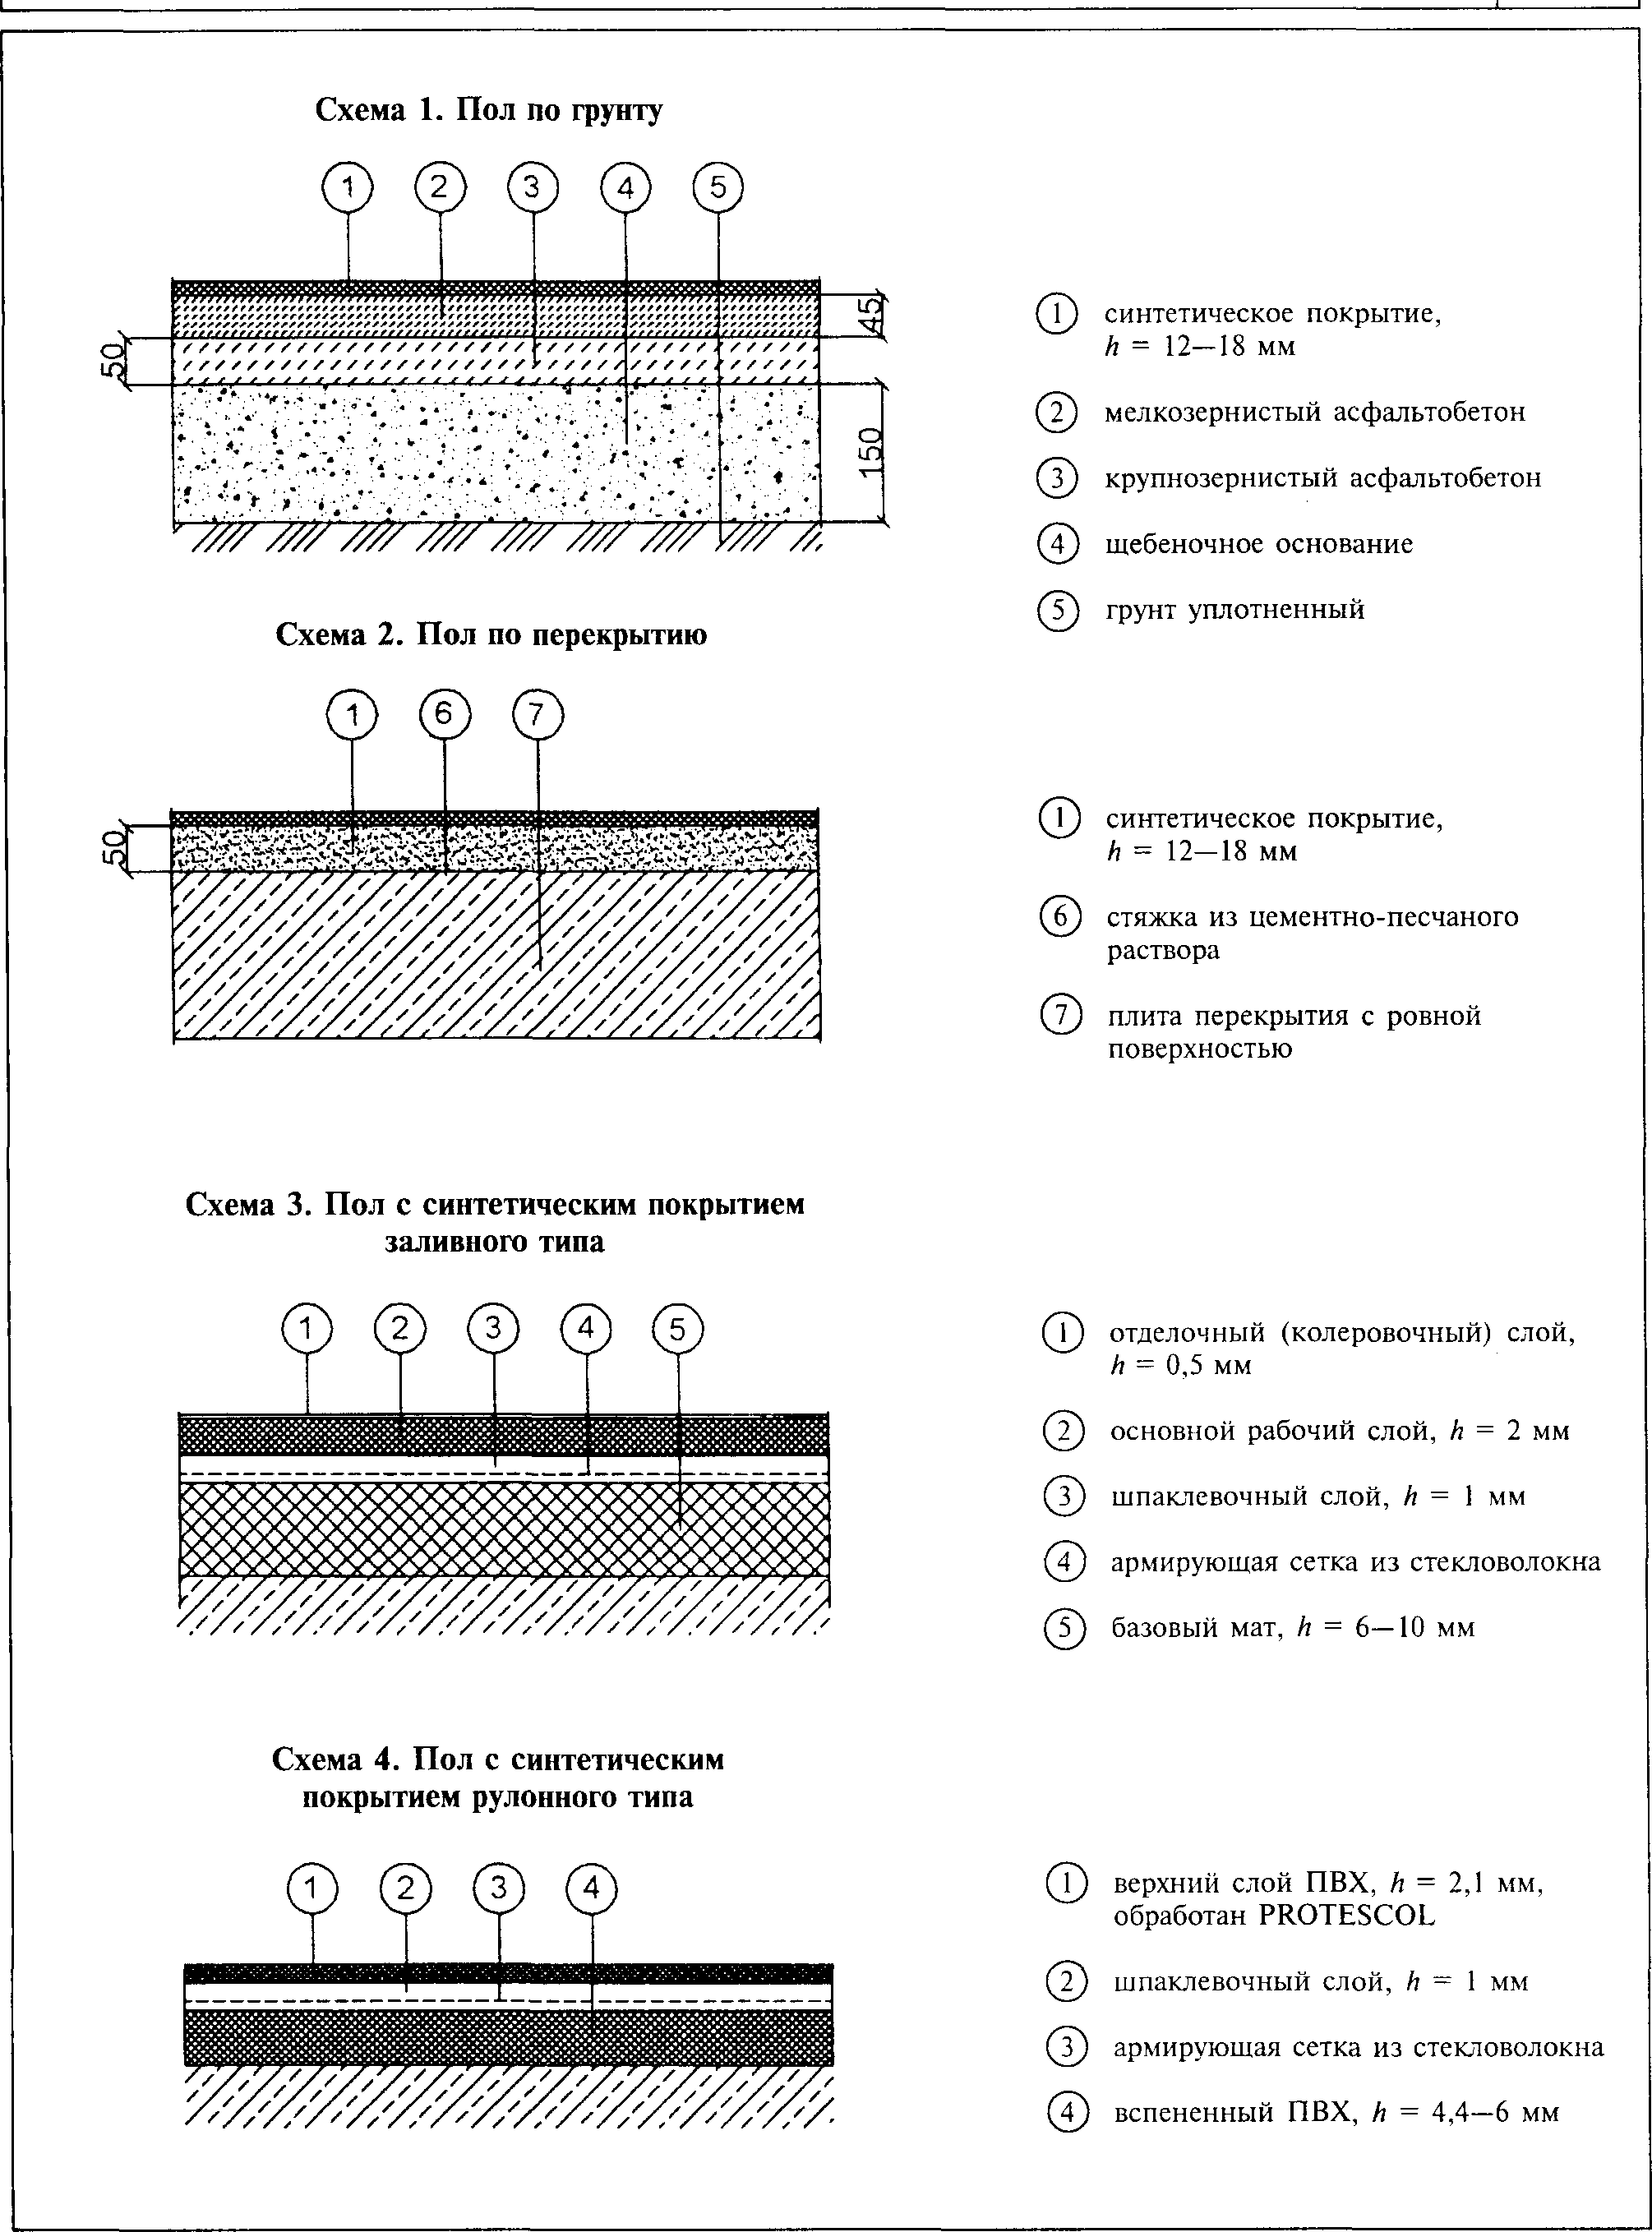 Схема 1. Пол по грунту
1 2 3 4 5
45
50
150
1 синтетическое покрытие,
h = 12—18 мм
2 мелкозернистый асфальтобетон
3 крупнозернистый асфальтобетон
4 щебеночное основание
5 грунт уплотненный
Схема 2. Пол по перекрытию
1 6 7
50
1 синтетическое покрытие,
h = 12—18 мм
6 стяжка из цементно-песчаного
раствора
7 плита перекрытия с ровной
поверхностью
Схема 3. Пол с синтетическим покрытием
заливного типа
1 2 3 4 5
1 отделочный (колеровочный) слой,
h = 0,5 мм
2 основной рабочий слой, h = 2 мм
3 шпаклевочный слой, h = 1 мм
4 армирующая сетка из стекловолокна
5 базовый мат, h = 6—10 мм
Схема 4. Пол с синтетическим
покрытием рулонного типа
1 2 3 4
1 верхний слой ПВХ, h = 2,1 мм,
обработан PROTESCOL
2 шпаклевочный слой, h = 1 мм
3 армирующая сетка из стекловолокна
4 вспененный ПВХ, h = 4,4—6 мм